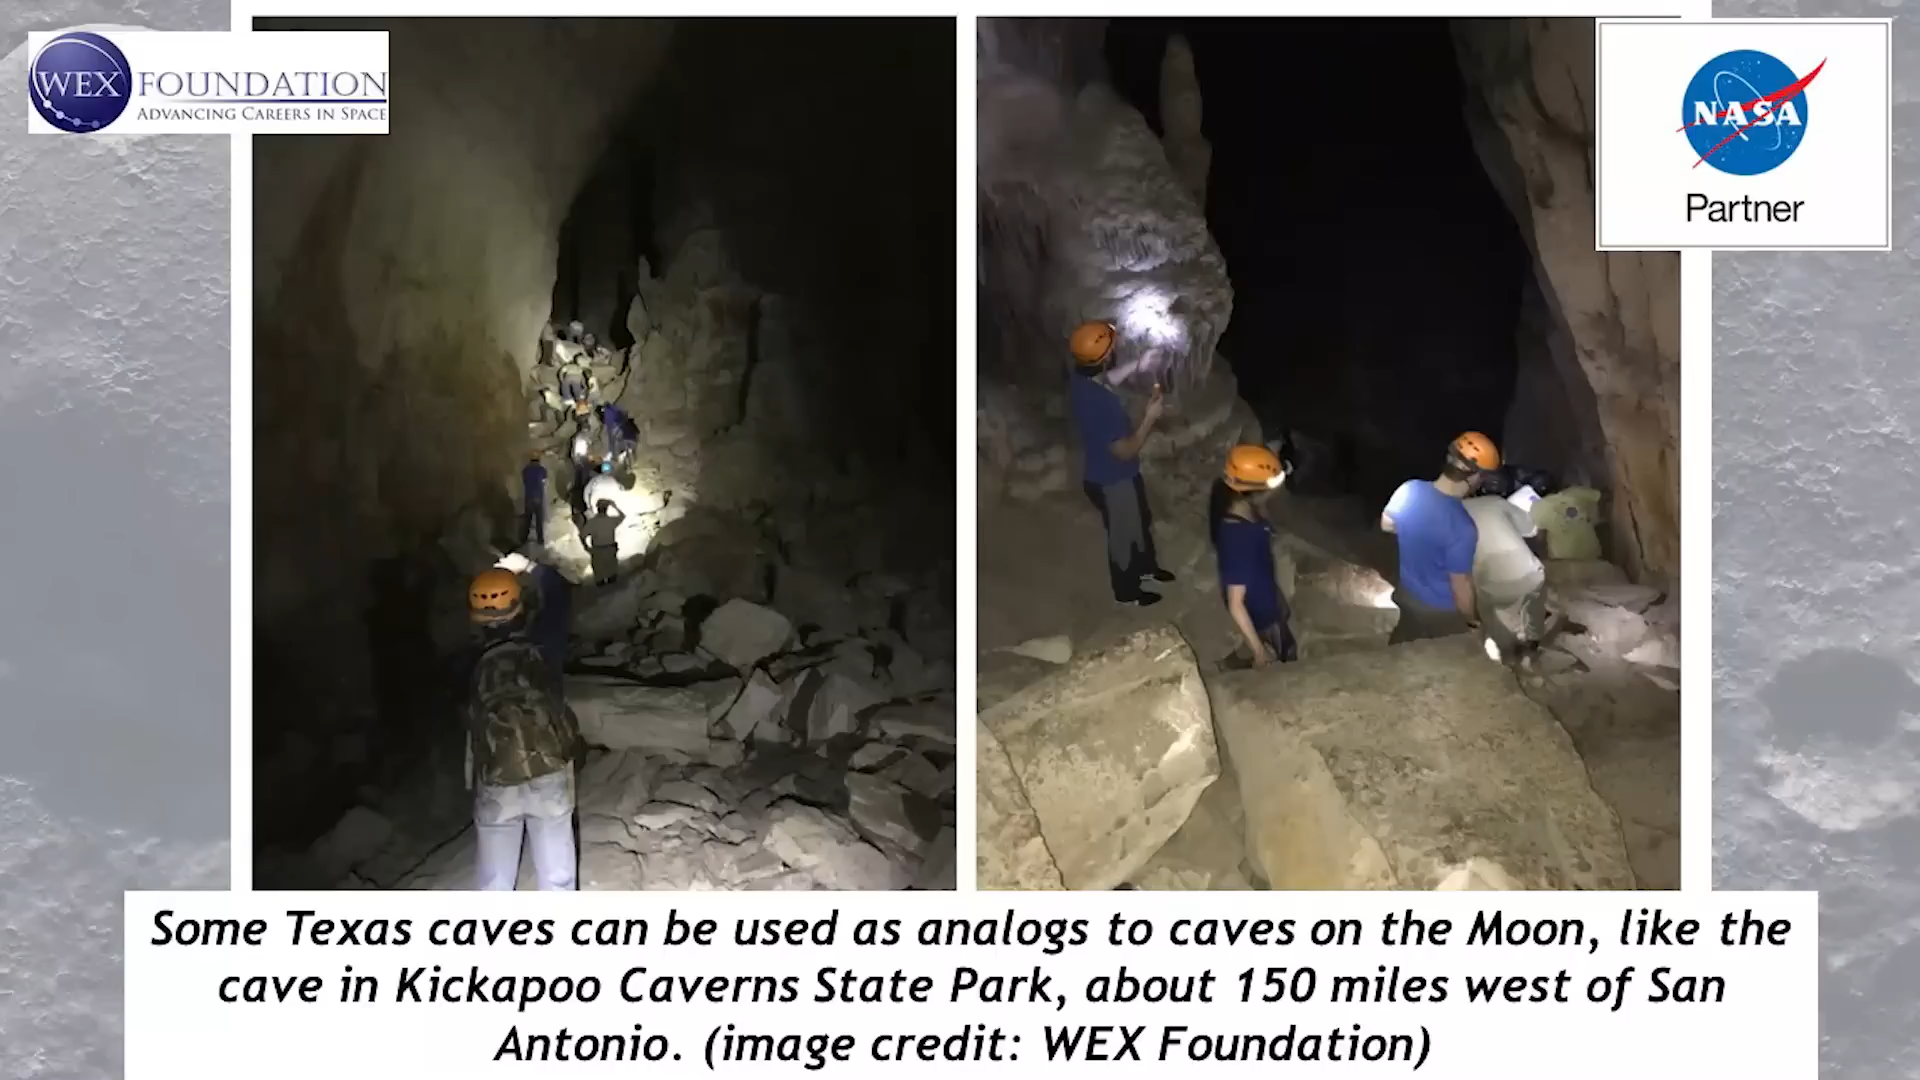 WEX FOUNDATION
ADVANCING CAREERS IN SPACE
NASA
Partner
Some Texas caves can be used as analogs to caves on the Moon, like the
cave in Kickapoo Caverns State Park, about 150 miles west of San
Antonio. (image credit: WEX Foundation)